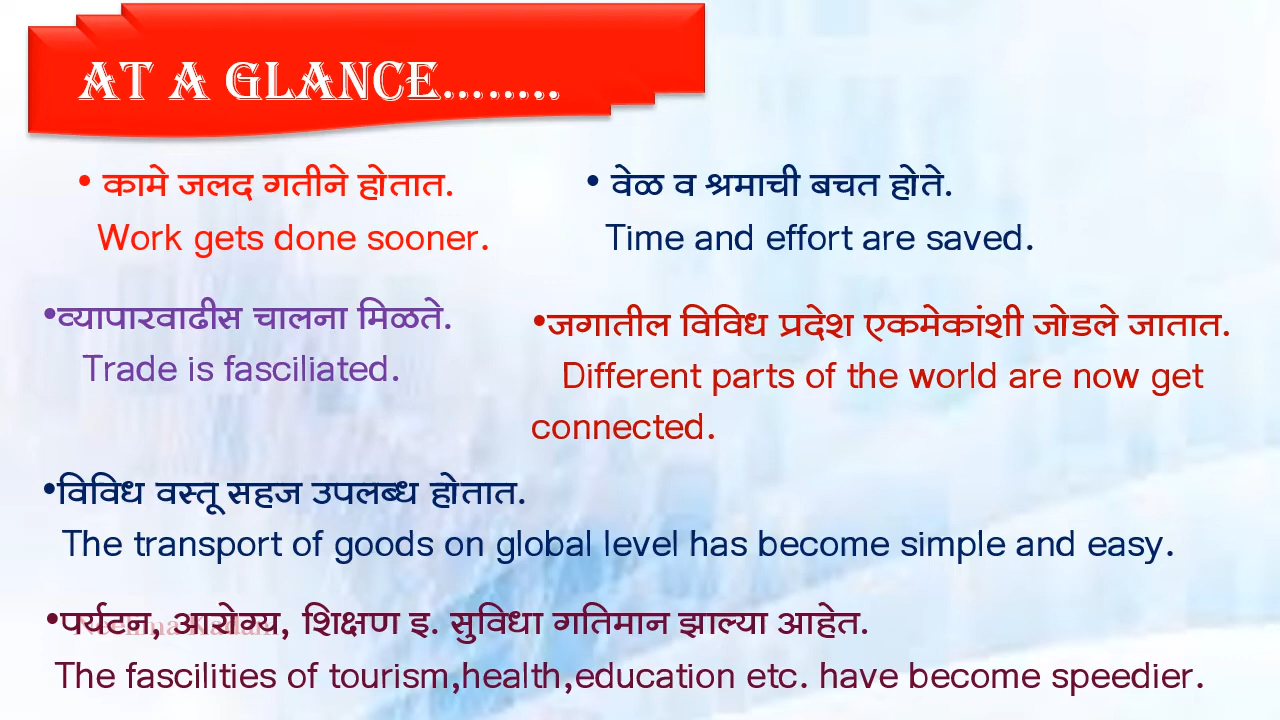 AT A GLANCE........
• कामे जलद गतीने होतात.
Work gets done sooner.
• वेळ व श्रमाची बचत होते.
Time and effort are saved.
•व्यापारवाढीस चालना मिळते.
Trade is fasciliated.
•जगातील विविध प्रदेश एकमेकांशी जोडले जातात.
Different parts of the world are now get
connected.
•विविध वस्तू सहज उपलब्ध होतात.
The transport of goods on global level has become simple and easy.
•पर्यटन, आरोग्य, शिक्षण इ. सुविधा गतिमान झाल्या आहेत.
The fascilities of tourism,health,education etc. have become speedier.